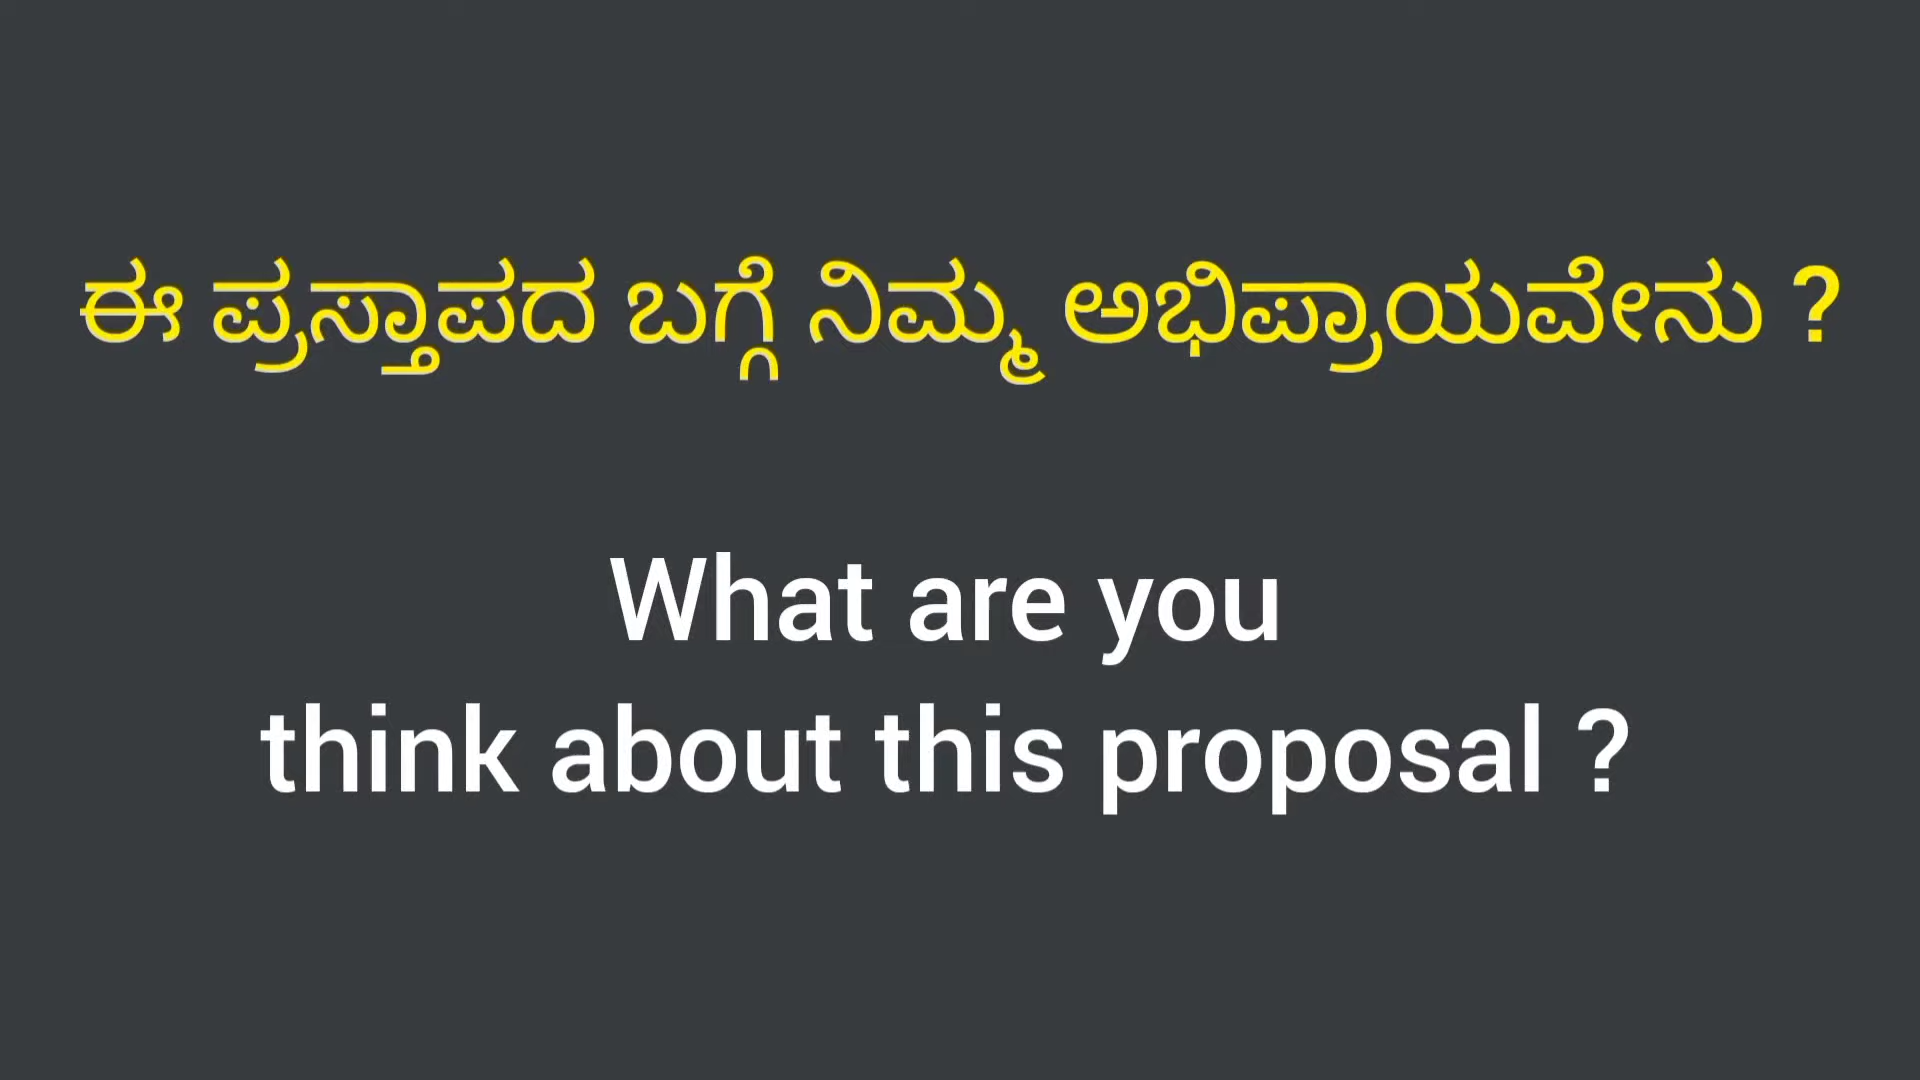 ಈ ಪ್ರಸ್ತಾಪದ ಬಗ್ಗೆ ನಿಮ್ಮ ಅಭಿಪ್ರಾಯವೇನು ?
What are you
think about this proposal ?